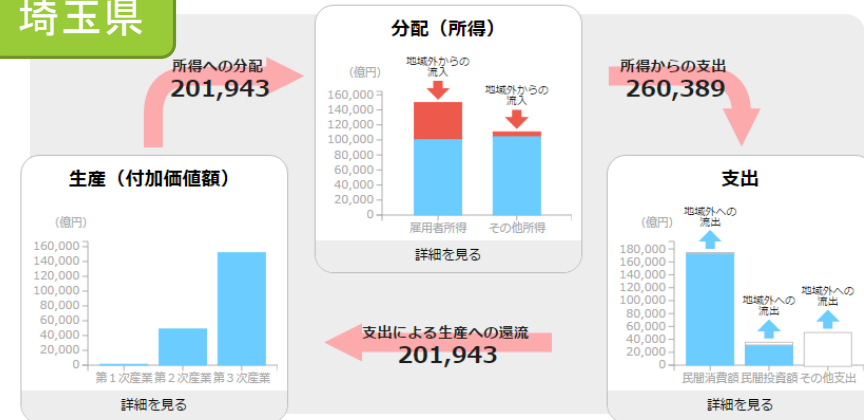 埼玉県
所得への分配
201,943
分配（所得）
（億円）
地域外からの
流入
地域外からの
流入
160,000
140,000
120,000
100,000
80,000
60,000
40,000
20,000
0
雇用者所得 その他所得
詳細を見る
所得からの支出
260,389
生産（付加価値額）
（億円）
160,000
140,000
120,000
100,000
80,000
60,000
40,000
20,000
0
第１次産業 第２次産業 第３次産業
詳細を見る
支出による生産への還流
201,943
支出
（億円）
地域外への
流出
地域外への
流出
地域外への
流出
180,000
160,000
140,000
120,000
100,000
80,000
60,000
40,000
20,000
0
民間消費額 民間投資額 その他支出
詳細を見る